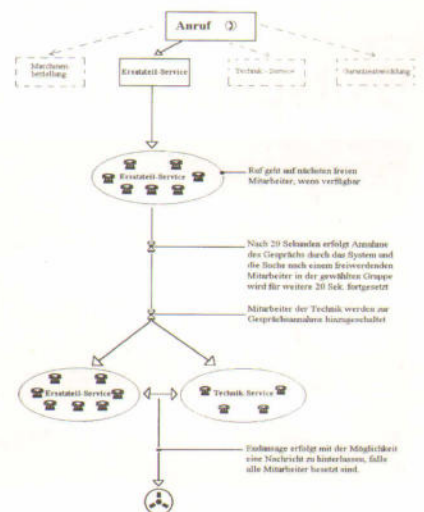 Anruf
Maschinen
bestellung
Ersatzteil-Service
Technik - Service
Garantieabwicklung
Ersatzteil-Service
Ruf geht auf nächsten freien
Mitarbeiter, wenn verfügbar
Nach 20 Sekunden erfolgt Annahme
des Gesprächs durch das System und
die Suche nach einem freiwerdenden
Mitarbeiter in der gewählten Gruppe
wird für weitere 20 Sek. fortgesetzt
Mitarbeiter der Technik werden zur
Gesprächsannahme hinzugeschaltet
Ersatzteil-Service
Technik-Service
Endansage erfolgt mit der Möglichkeit
eine Nachricht zu hinterlassen, falls
alle Mitarbeiter besetzt sind.